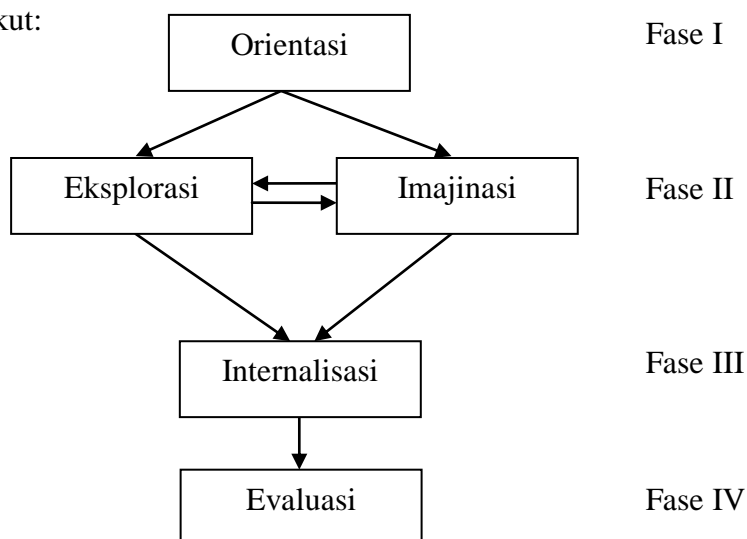 kut:
Orientasi Fase I
Eksplorasi Imajinasi Fase II
Internalisasi Fase III
Evaluasi Fase IV